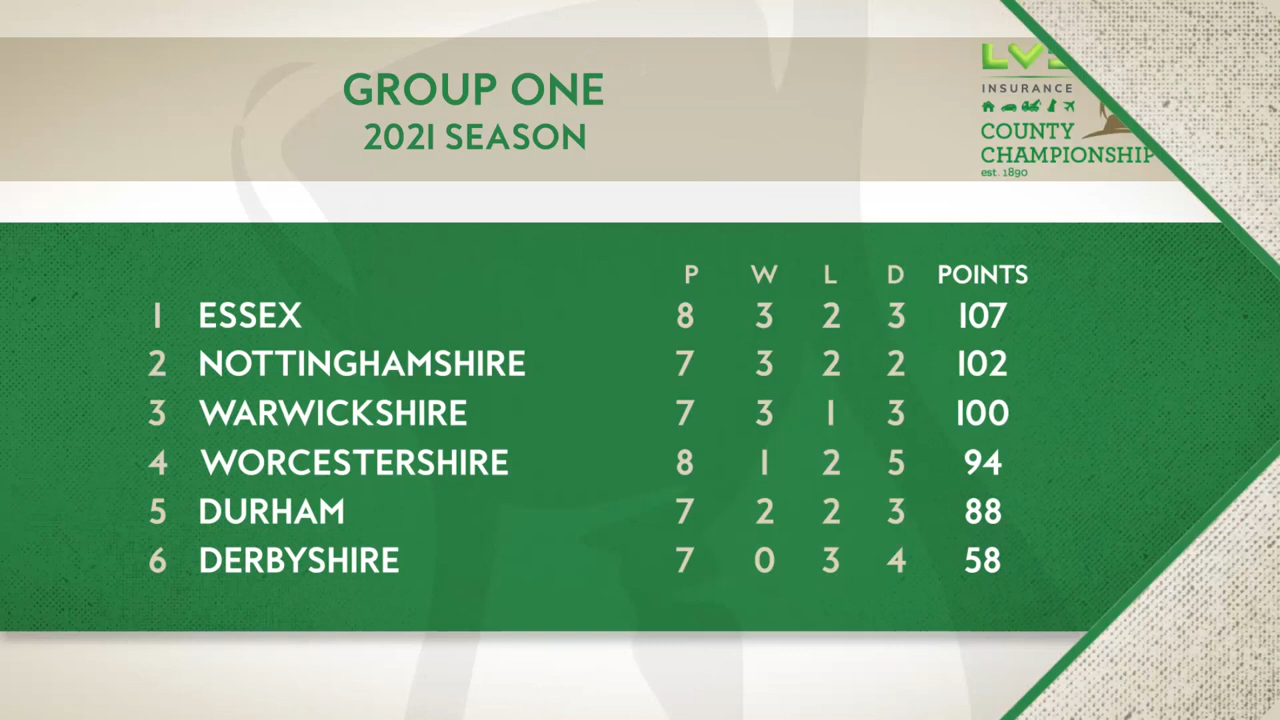 GROUP ONE
2021 SEASON
INSURANCE
COUNTY
CHAMPIONSHIP
est. 1890
P W L D POINTS
1 ESSEX 8 3 2 3 107
2 NOTTINGHAMSHIRE 7 3 2 2 102
3 WARWICKSHIRE 7 3 1 3 100
4 WORCESTERSHIRE 8 1 2 5 94
5 DURHAM 7 2 2 3 88
6 DERBYSHIRE 7 0 3 4 58